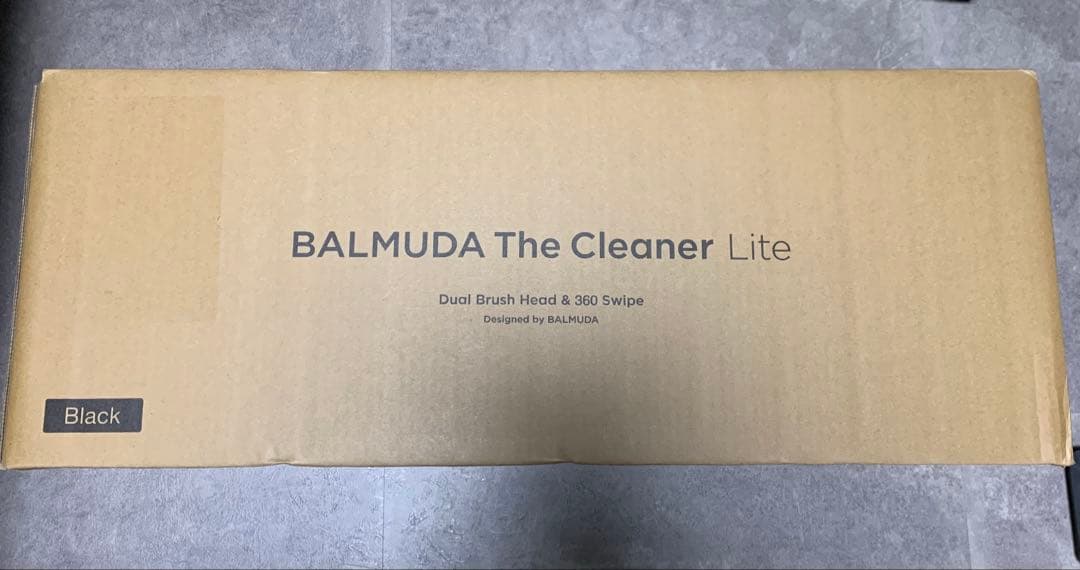 BALMUDA The Cleaner Lite
Dual Brush Head & 360 Swipe
Designed by BALMUDA
Black